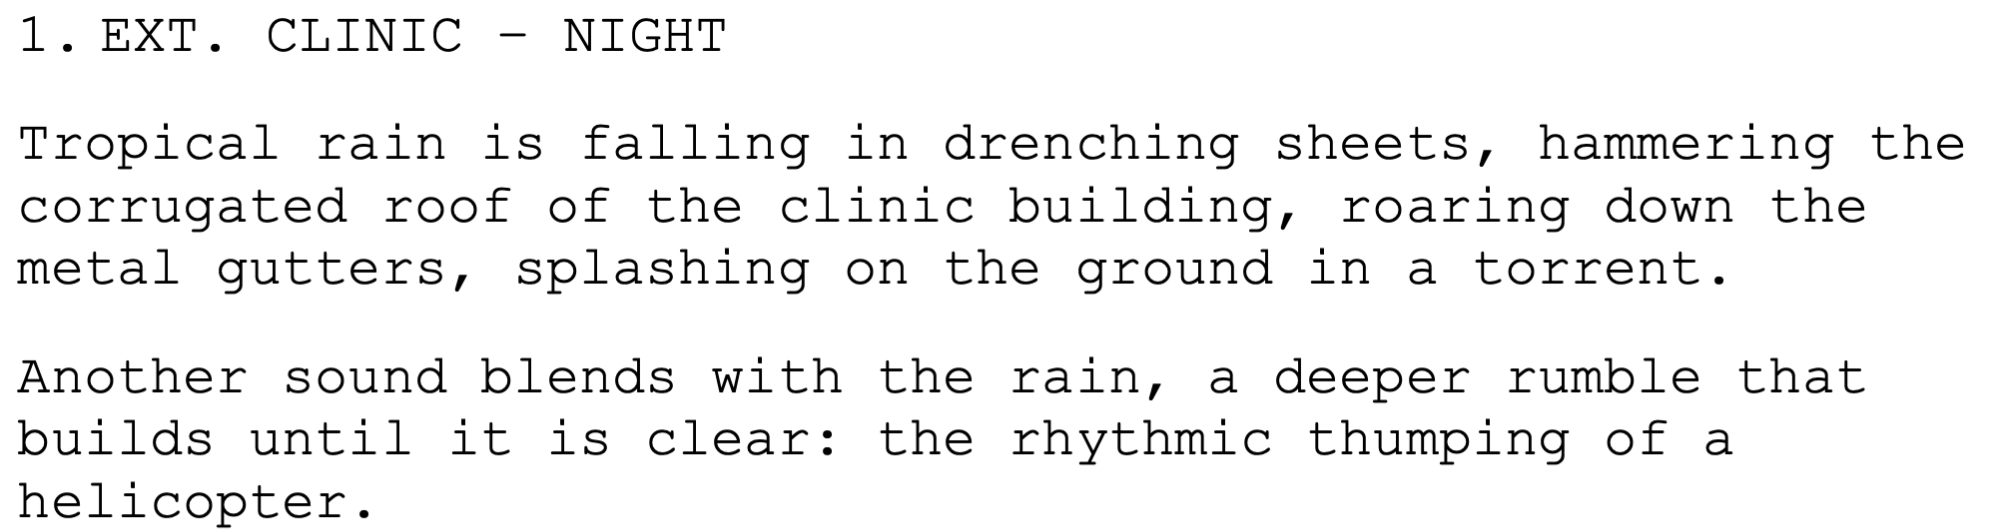 1. EXT. CLINIC – NIGHT
Tropical rain is falling in drenching sheets, hammering the
corrugated roof of the clinic building, roaring down the
metal gutters, splashing on the ground in a torrent.
Another sound blends with the rain, a deeper rumble that
builds until it is clear: the rhythmic thumping of a
helicopter.